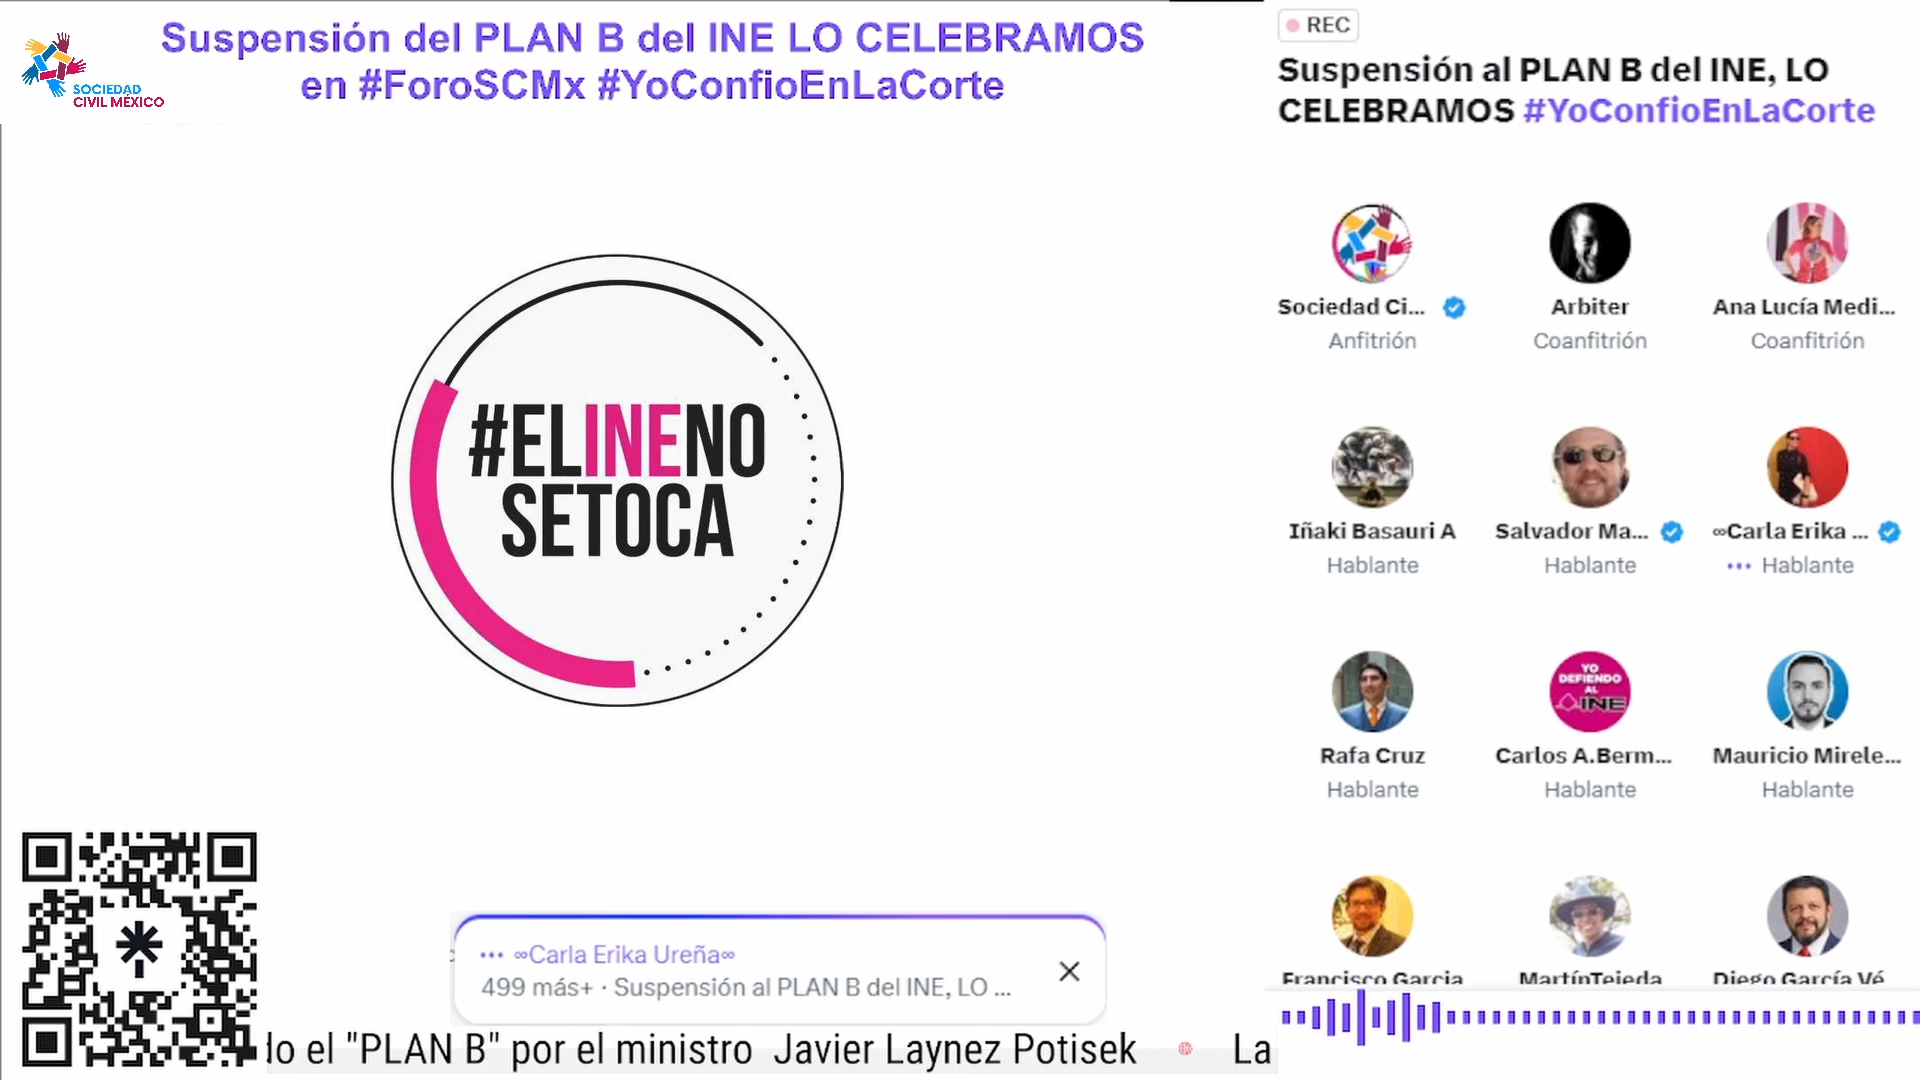 Suspensión del PLAN B del INE LO CELEBRAMOS
en #ForoSCMx #YoConfioEnLaCorte
SOCIEDAD
CIVIL MÉXICO
#ELINENO
SETOCA
∞Carla Erika Ureña∞
499 más+ · Suspensión al PLAN B del INE, LO ...
do el "PLAN B" por el ministro Javier Laynez Potisek
La
REC
Suspensión al PLAN B del INE, LO
CELEBRAMOS #YoConfioEnLaCorte
Sociedad Ci... Arbiter Ana Lucía Medi...
Anfitrión Coanfitrión Coanfitrión
Iñaki Basauri A Salvador Ma... ∞Carla Erika ...
Hablante Hablante Hablante
YO
DEFIENDO
AL
INE
Rafa Cruz Carlos A.Berm... Mauricio Mirele...
Hablante Hablante Hablante
Francisco Garcia MartínTejeda Diego García Vé